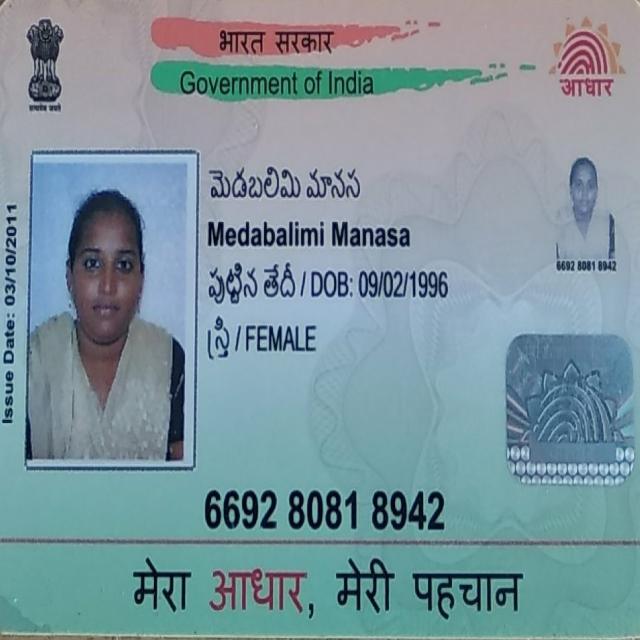 भारत सरकार
Government of India
आधार
सत्यमेव जयते
Issue Date: 03/10/2011
మెడబలిమి మానస
Medabalimi Manasa
పుట్టిన తేదీ / DOB: 09/02/1996
స్త్రీ / FEMALE
6692 8081 8942
6692 8081 8942
मेरा आधार, मेरी पहचान